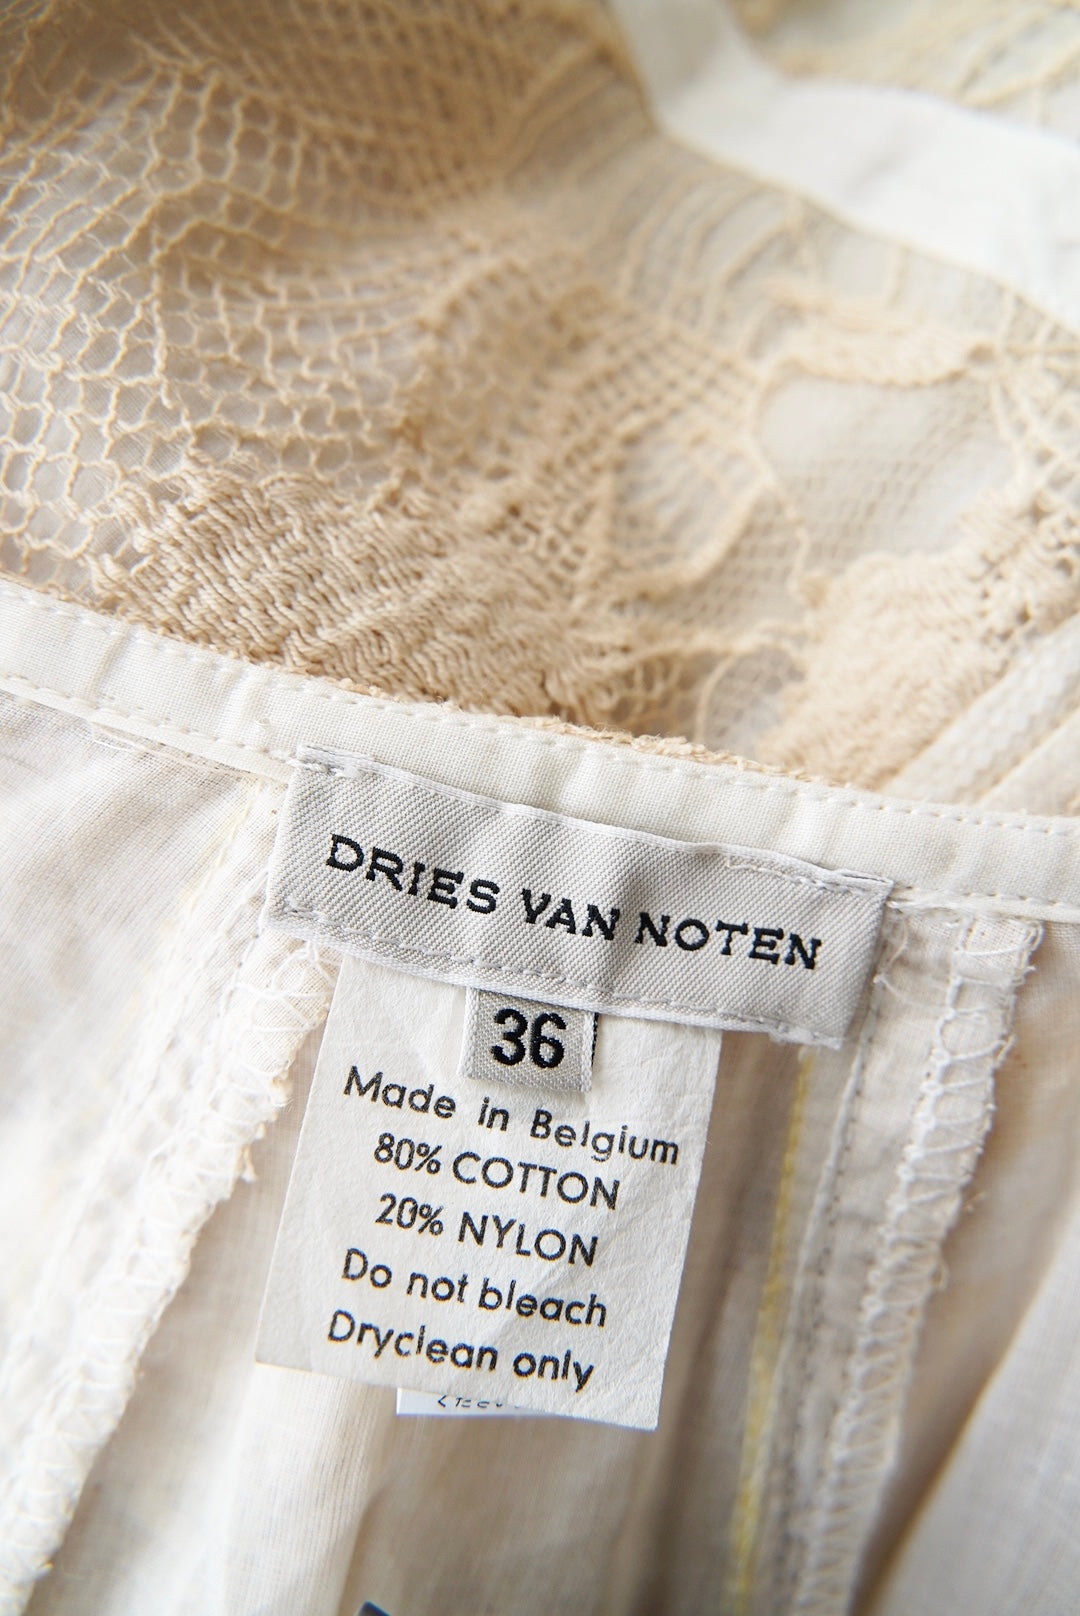 DRIES VAN NOTEN
36
Made in Belgium
80% COTTON
20% NYLON
Do not bleach
Dryclean only